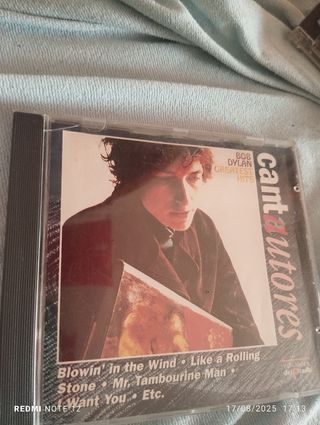 BOB
DYLAN
GREATEST
HITS
cantautores
Blowin' in the Wind • Like a Rolling
Stone • Mr. Tambourine Man •
I Want You • Etc.
REDMI NOTE 12
17/08/2025 17:13